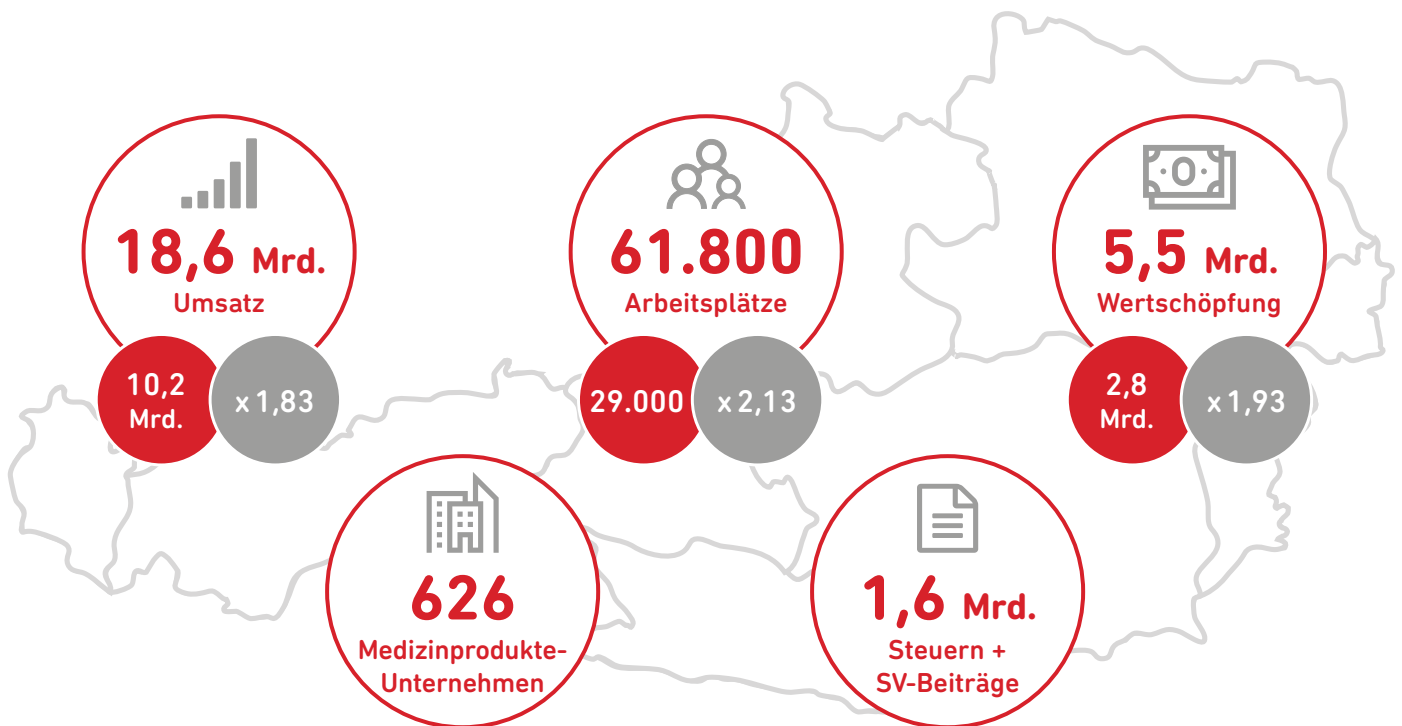 18,6 Mrd.
Umsatz
10,2
Mrd.
x 1,83
61.800
Arbeitsplätze
29.000
x 2,13
5,5 Mrd.
Wertschöpfung
2,8
Mrd.
x 1,93
626
Medizinprodukte-
Unternehmen
1,6 Mrd.
Steuern +
SV-Beiträge